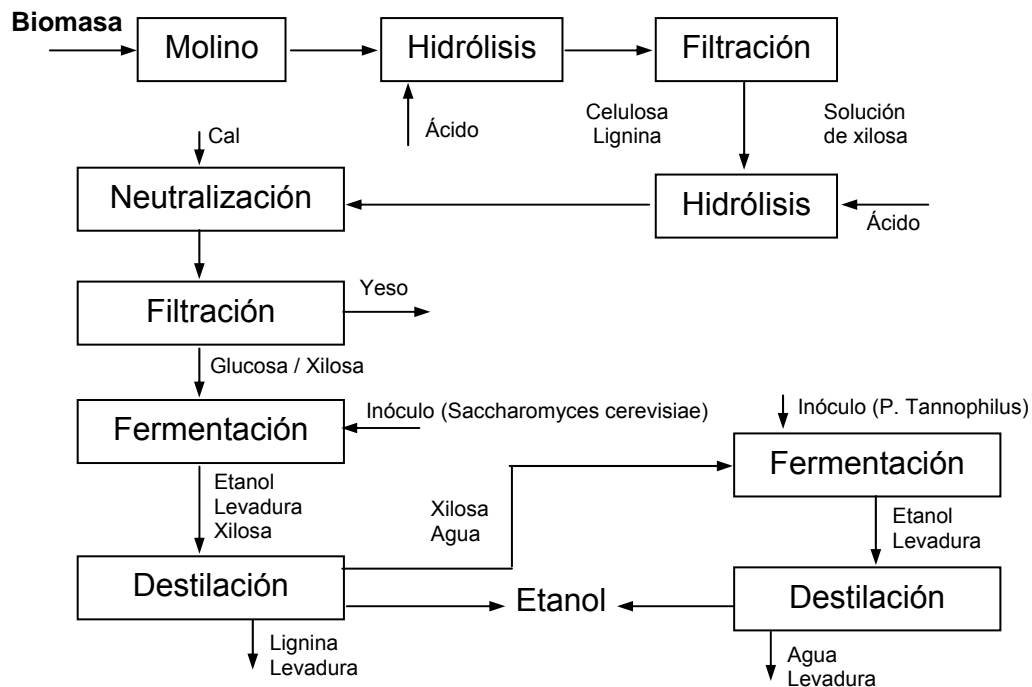 Biomasa
Molino
Hidrólisis
Filtración
Ácido
Celulosa
Lignina
Solución
de xilosa
Cal
Neutralización
Hidrólisis
Ácido
Filtración
Yeso
Glucosa / Xilosa
Fermentación
Inóculo (Saccharomyces cerevisiae)
Inóculo (P. Tannophilus)
Fermentación
Etanol
Levadura
Xilosa
Xilosa
Agua
Etanol
Levadura
Destilación
Etanol
Destilación
Lignina
Levadura
Agua
Levadura